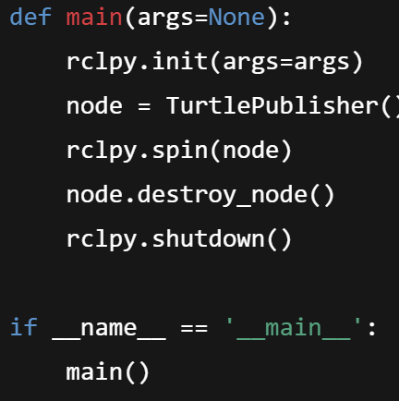 def main(args=None):
    rclpy.init(args=args)
    node = TurtlePublisher()
    rclpy.spin(node)
    node.destroy_node()
    rclpy.shutdown()

if __name__ == '__main__':
    main()